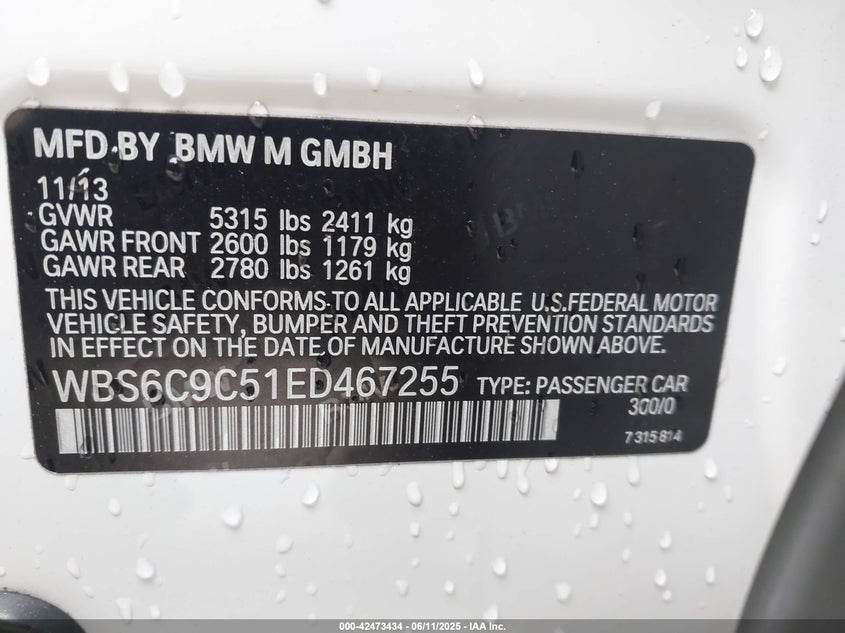 MFD BY BMW M GMBH
11/13
GVWR 5315 lbs 2411 kg
GAWR FRONT 2600 lbs 1179 kg
GAWR REAR 2780 lbs 1261 kg
THIS VEHICLE CONFORMS TO ALL APPLICABLE U.S.FEDERAL MOTOR
VEHICLE SAFETY, BUMPER AND THEFT PREVENTION STANDARDS
IN EFFECT ON THE DATE OF MANUFACTURE SHOWN ABOVE.
WBS6C9C51ED467255 TYPE: PASSENGER CAR
300/0
7 315 814
000-42473434 - 06/11/2025 - IAA Inc.